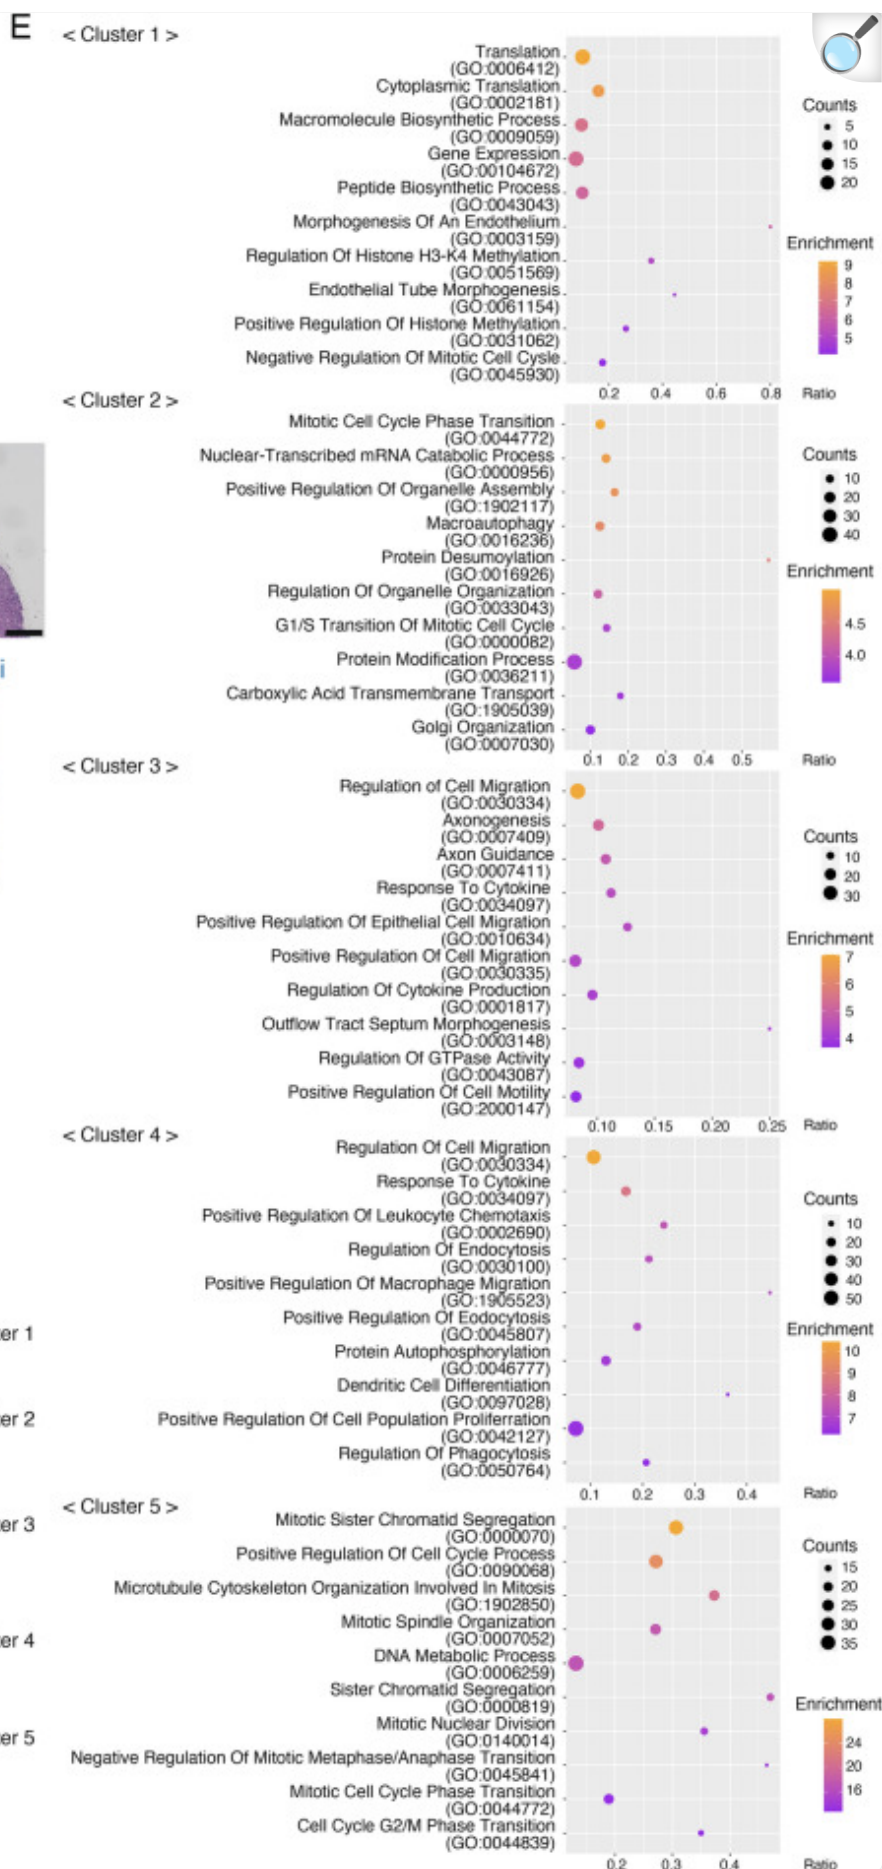 E
< Cluster 1 >
Translation
(GO:0006412)
Cytoplasmic Translation
(GO:0002181)
Macromolecule Biosynthetic Process
(GO:0009059)
Gene Expression
(GO:00104672)
Peptide Biosynthetic Process
(GO:0043043)
Morphogenesis Of An Endothelium
(GO:0003159)
Regulation Of Histone H3-K4 Methylation
(GO:0051569)
Endothelial Tube Morphogenesis
(GO:0061154)
Positive Regulation Of Histone Methylation
(GO:0031062)
Negative Regulation Of Mitotic Cell Cysle
(GO:0045930)
0.2 0.4 0.6 0.8 Ratio
Counts
5
10
15
20
Enrichment
9
8
7
6
5
< Cluster 2 >
Mitotic Cell Cycle Phase Transition
(GO:0044772)
Nuclear-Transcribed mRNA Catabolic Process
(GO:0000956)
Positive Regulation Of Organelle Assembly
(GO:1902117)
Macroautophagy
(GO:0016236)
Protein Desumoylation
(GO:0016926)
Regulation Of Organelle Organization
(GO:0033043)
G1/S Transition Of Mitotic Cell Cycle
(GO:0000082)
Protein Modification Process
(GO:0036211)
Carboxylic Acid Transmembrane Transport
(GO:1905039)
Golgi Organization
(GO:0007030)
0.1 0.2 0.3 0.4 0.5 Ratio
Counts
10
20
30
40
Enrichment
4.5
4.0
i
< Cluster 3 >
Regulation of Cell Migration
(GO:0030334)
Axonogenesis
(GO:0007409)
Axon Guidance
(GO:0007411)
Response To Cytokine
(GO:0034097)
Positive Regulation Of Epithelial Cell Migration
(GO:0010634)
Positive Regulation Of Cell Migration
(GO:0030335)
Regulation Of Cytokine Production
(GO:0001817)
Outflow Tract Septum Morphogenesis
(GO:0003148)
Regulation Of GTPase Activity
(GO:0043087)
Positive Regulation Of Cell Motility
(GO:2000147)
0.10 0.15 0.20 0.25 Ratio
Counts
10
20
30
Enrichment
7
6
5
4
< Cluster 4 >
Regulation Of Cell Migration
(GO:0030334)
Response To Cytokine
(GO:0034097)
Positive Regulation Of Leukocyte Chemotaxis
(GO:0002690)
Regulation Of Endocytosis
(GO:0030100)
Positive Regulation Of Macrophage Migration
(GO:1905523)
Positive Regulation Of Eodocytosis
(GO:0045807)
Protein Autophosphorylation
(GO:0046777)
Dendritic Cell Differentiation
(GO:0097028)
Positive Regulation Of Cell Population Proliferration
(GO:0042127)
Regulation Of Phagocytosis
(GO:0050764)
0.1 0.2 0.3 0.4 Ratio
Counts
10
20
30
40
50
Enrichment
10
9
8
7
er 1
er 2
er 3
er 4
er 5
< Cluster 5 >
Mitotic Sister Chromatid Segregation
(GO:0000070)
Positive Regulation Of Cell Cycle Process
(GO:0090068)
Microtubule Cytoskeleton Organization Involved In Mitosis
(GO:1902850)
Mitotic Spindle Organization
(GO:0007052)
DNA Metabolic Process
(GO:0006259)
Sister Chromatid Segregation
(GO:0000819)
Mitotic Nuclear Division
(GO:0140014)
Negative Regulation Of Mitotic Metaphase/Anaphase Transition
(GO:0045841)
Mitotic Cell Cycle Phase Transition
(GO:0044772)
Cell Cycle G2/M Phase Transition
(GO:0044839)
0.2 0.3 0.4 Ratio
Counts
15
20
25
30
35
Enrichment
24
20
16